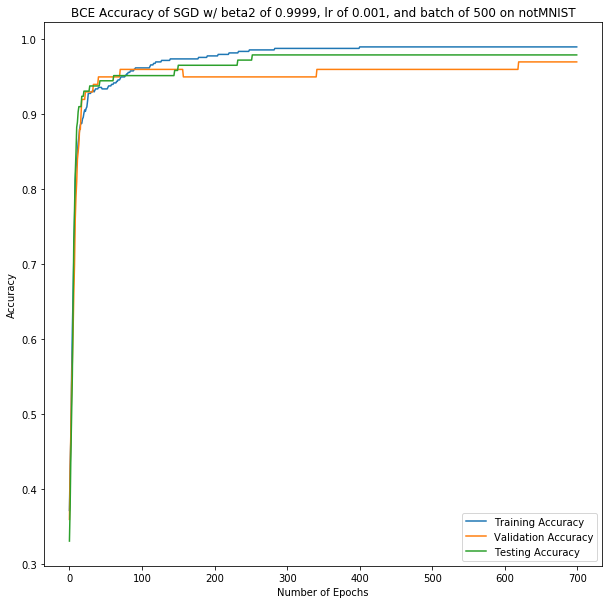 BCE Accuracy of SGD w/ beta2 of 0.9999, lr of 0.001, and batch of 500 on notMNIST
1.0
0.9
0.8
0.7
0.6
0.5
0.4
0.3
Accuracy
0 100 200 300 400 500 600 700
Number of Epochs
Training Accuracy
Validation Accuracy
Testing Accuracy